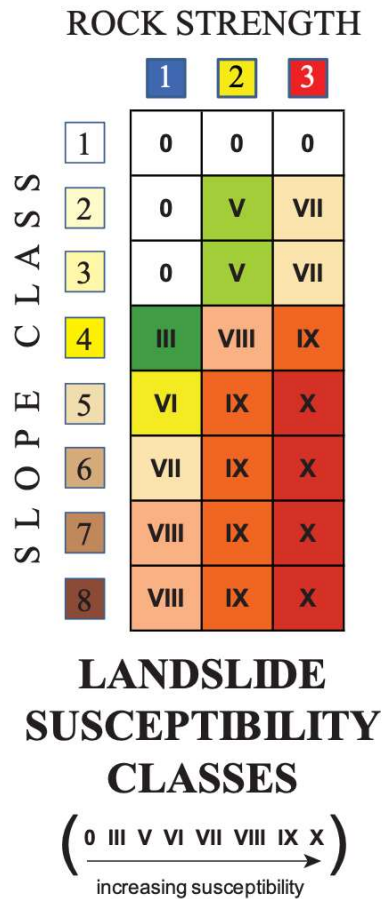 ROCK STRENGTH
1 2 3
SLOPE CLASS
1 0 0 0
2 0 V VII
3 0 V VII
4 III VIII IX
5 VI IX X
6 VII IX X
7 VIII IX X
8 VIII IX X
LANDSLIDE
SUSCEPTIBILITY
CLASSES
(0 III V VI VII VIII IX X)
increasing susceptibility